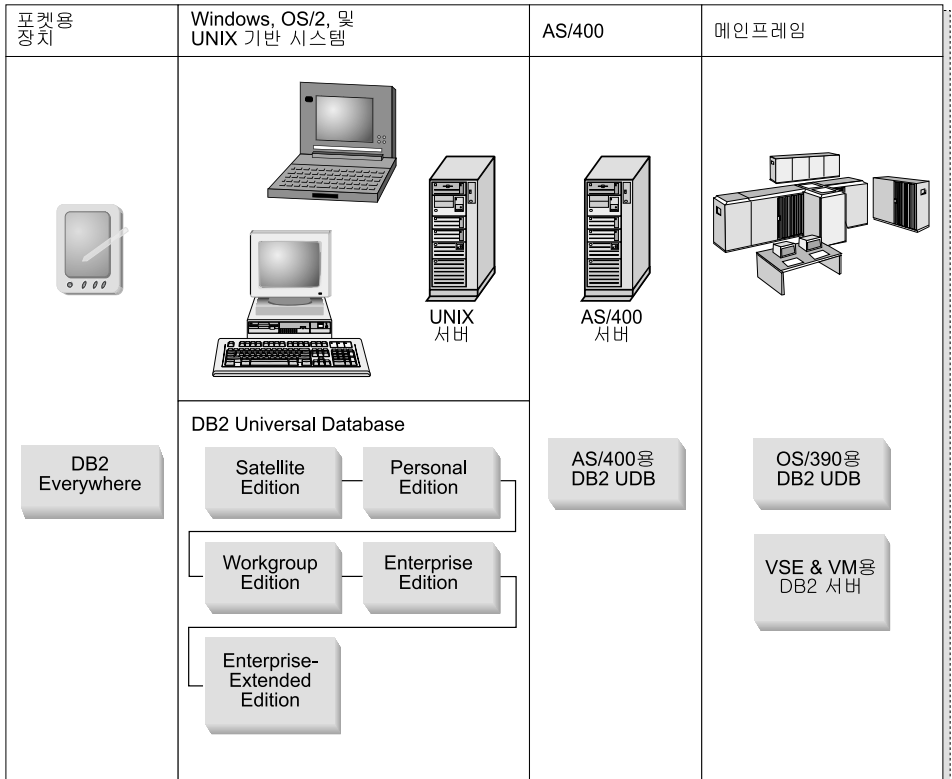 포켓용
장치
Windows, OS/2, 및
UNIX 기반 시스템
AS/400
메인프레임
UNIX
서버
AS/400
서버
DB2
Everywhere
DB2 Universal Database
Satellite
Edition
Personal
Edition
Workgroup
Edition
Enterprise
Edition
Enterprise-
Extended
Edition
AS/400용
DB2 UDB
OS/390용
DB2 UDB
VSE & VM용
DB2 서버